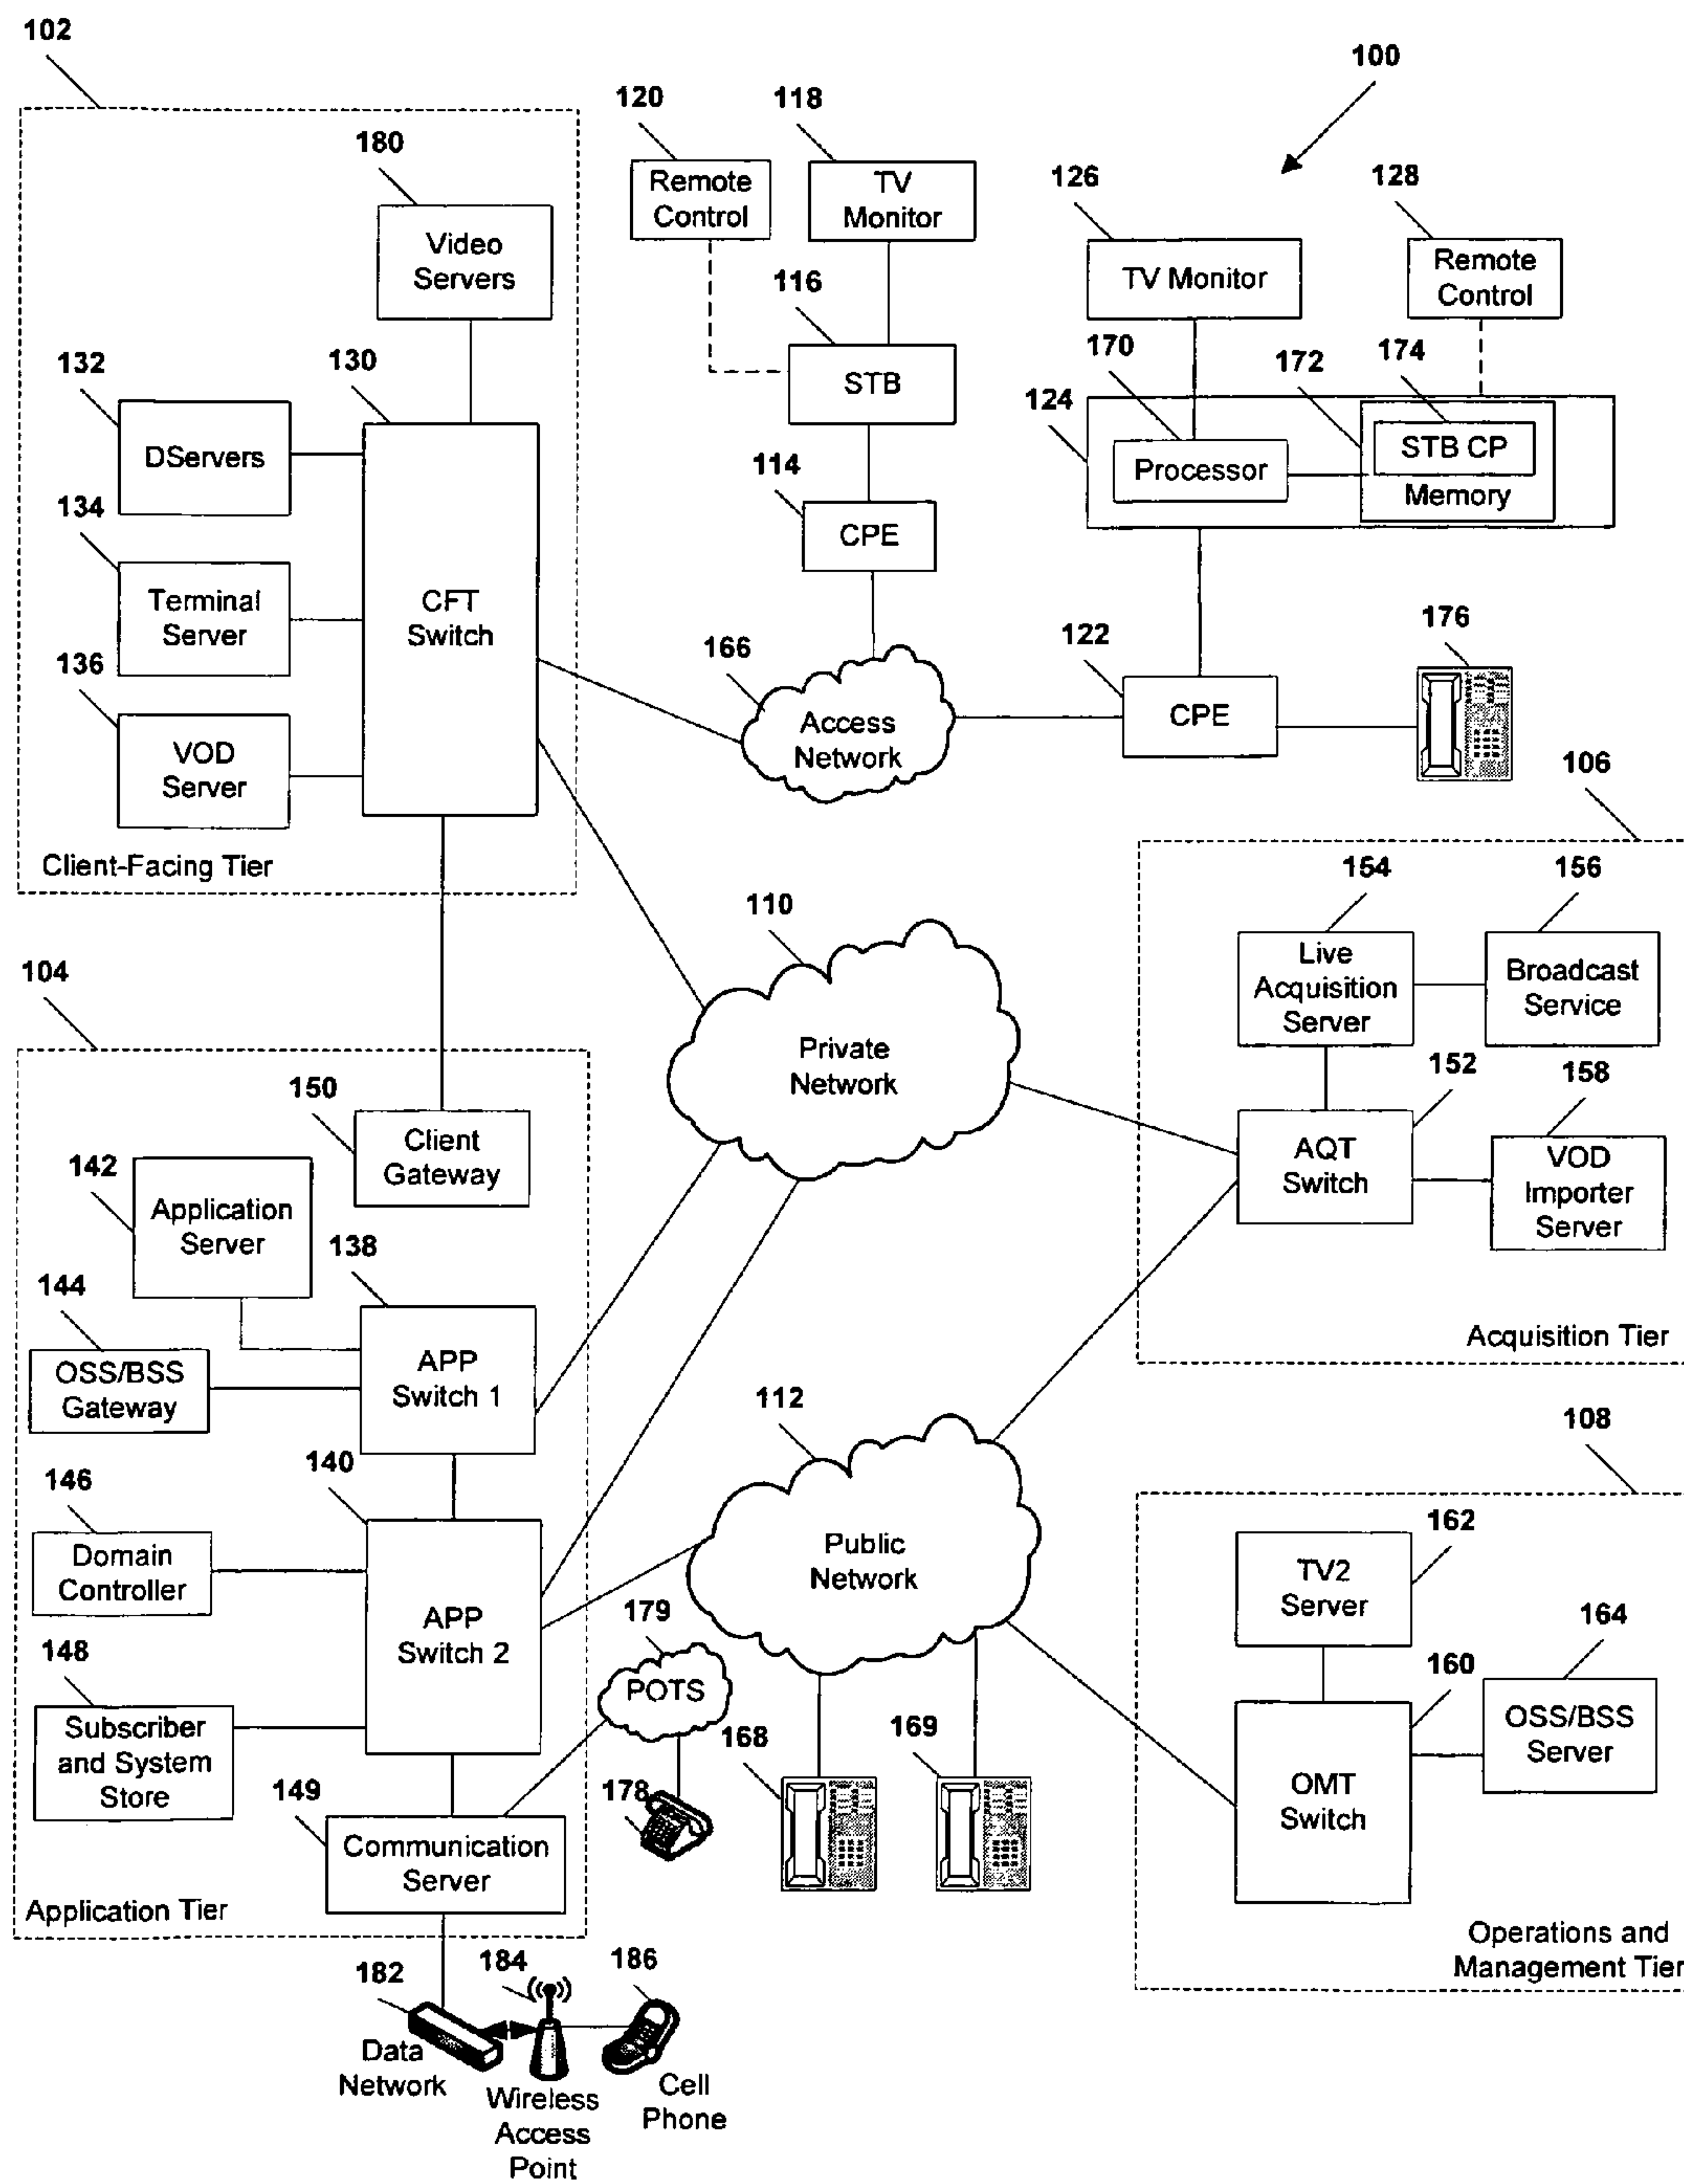 102
100
120
118
180
126
128
Remote
Control
TV
Monitor
Video
Servers
TV Monitor
Remote
Control
116
132
130
170
172
174
124
STB
DServers
STB CP
Processor
Memory
114
134
CPE
Terminal
Server
CFT
Switch
176
166
122
136
Access
Network
CPE
VOD
Server
106
Client-Facing Tier
154
156
110
104
Live
Acquisition
Server
Broadcast
Service
Private
Network
150
152
158
Client
Gateway
142
AQT
Switch
VOD
Importer
Server
Application
Server
138
144
Acquisition Tier
OSS/BSS
Gateway
APP
Switch 1
112
108
146
140
162
Domain
Controller
Public
Network
TV2
Server
179
164
APP
Switch 2
148
160
POTS
Subscriber
and System
Store
168
169
OSS/BSS
Server
149
178
OMT
Switch
Communication
Server
Application Tier
Operations and
Management Tier
182
184
186
Data
Network
Wireless
Access
Point
Cell
Phone